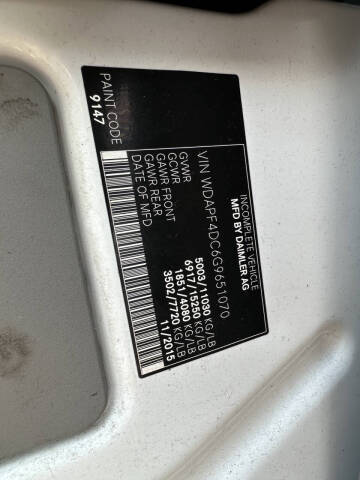 INCOMPLETE VEHICLE
MFD BY DAIMLER AG
VIN WDAPF4DC6G9651070
GVWR 5003/11030 KG/LB
GCWR 6917/15250 KG/LB
GAWR FRONT 1851/4080 KG/LB
GAWR REAR 3502/7720 KG/LB
DATE OF MFD 11/2015
PAINT CODE
9147